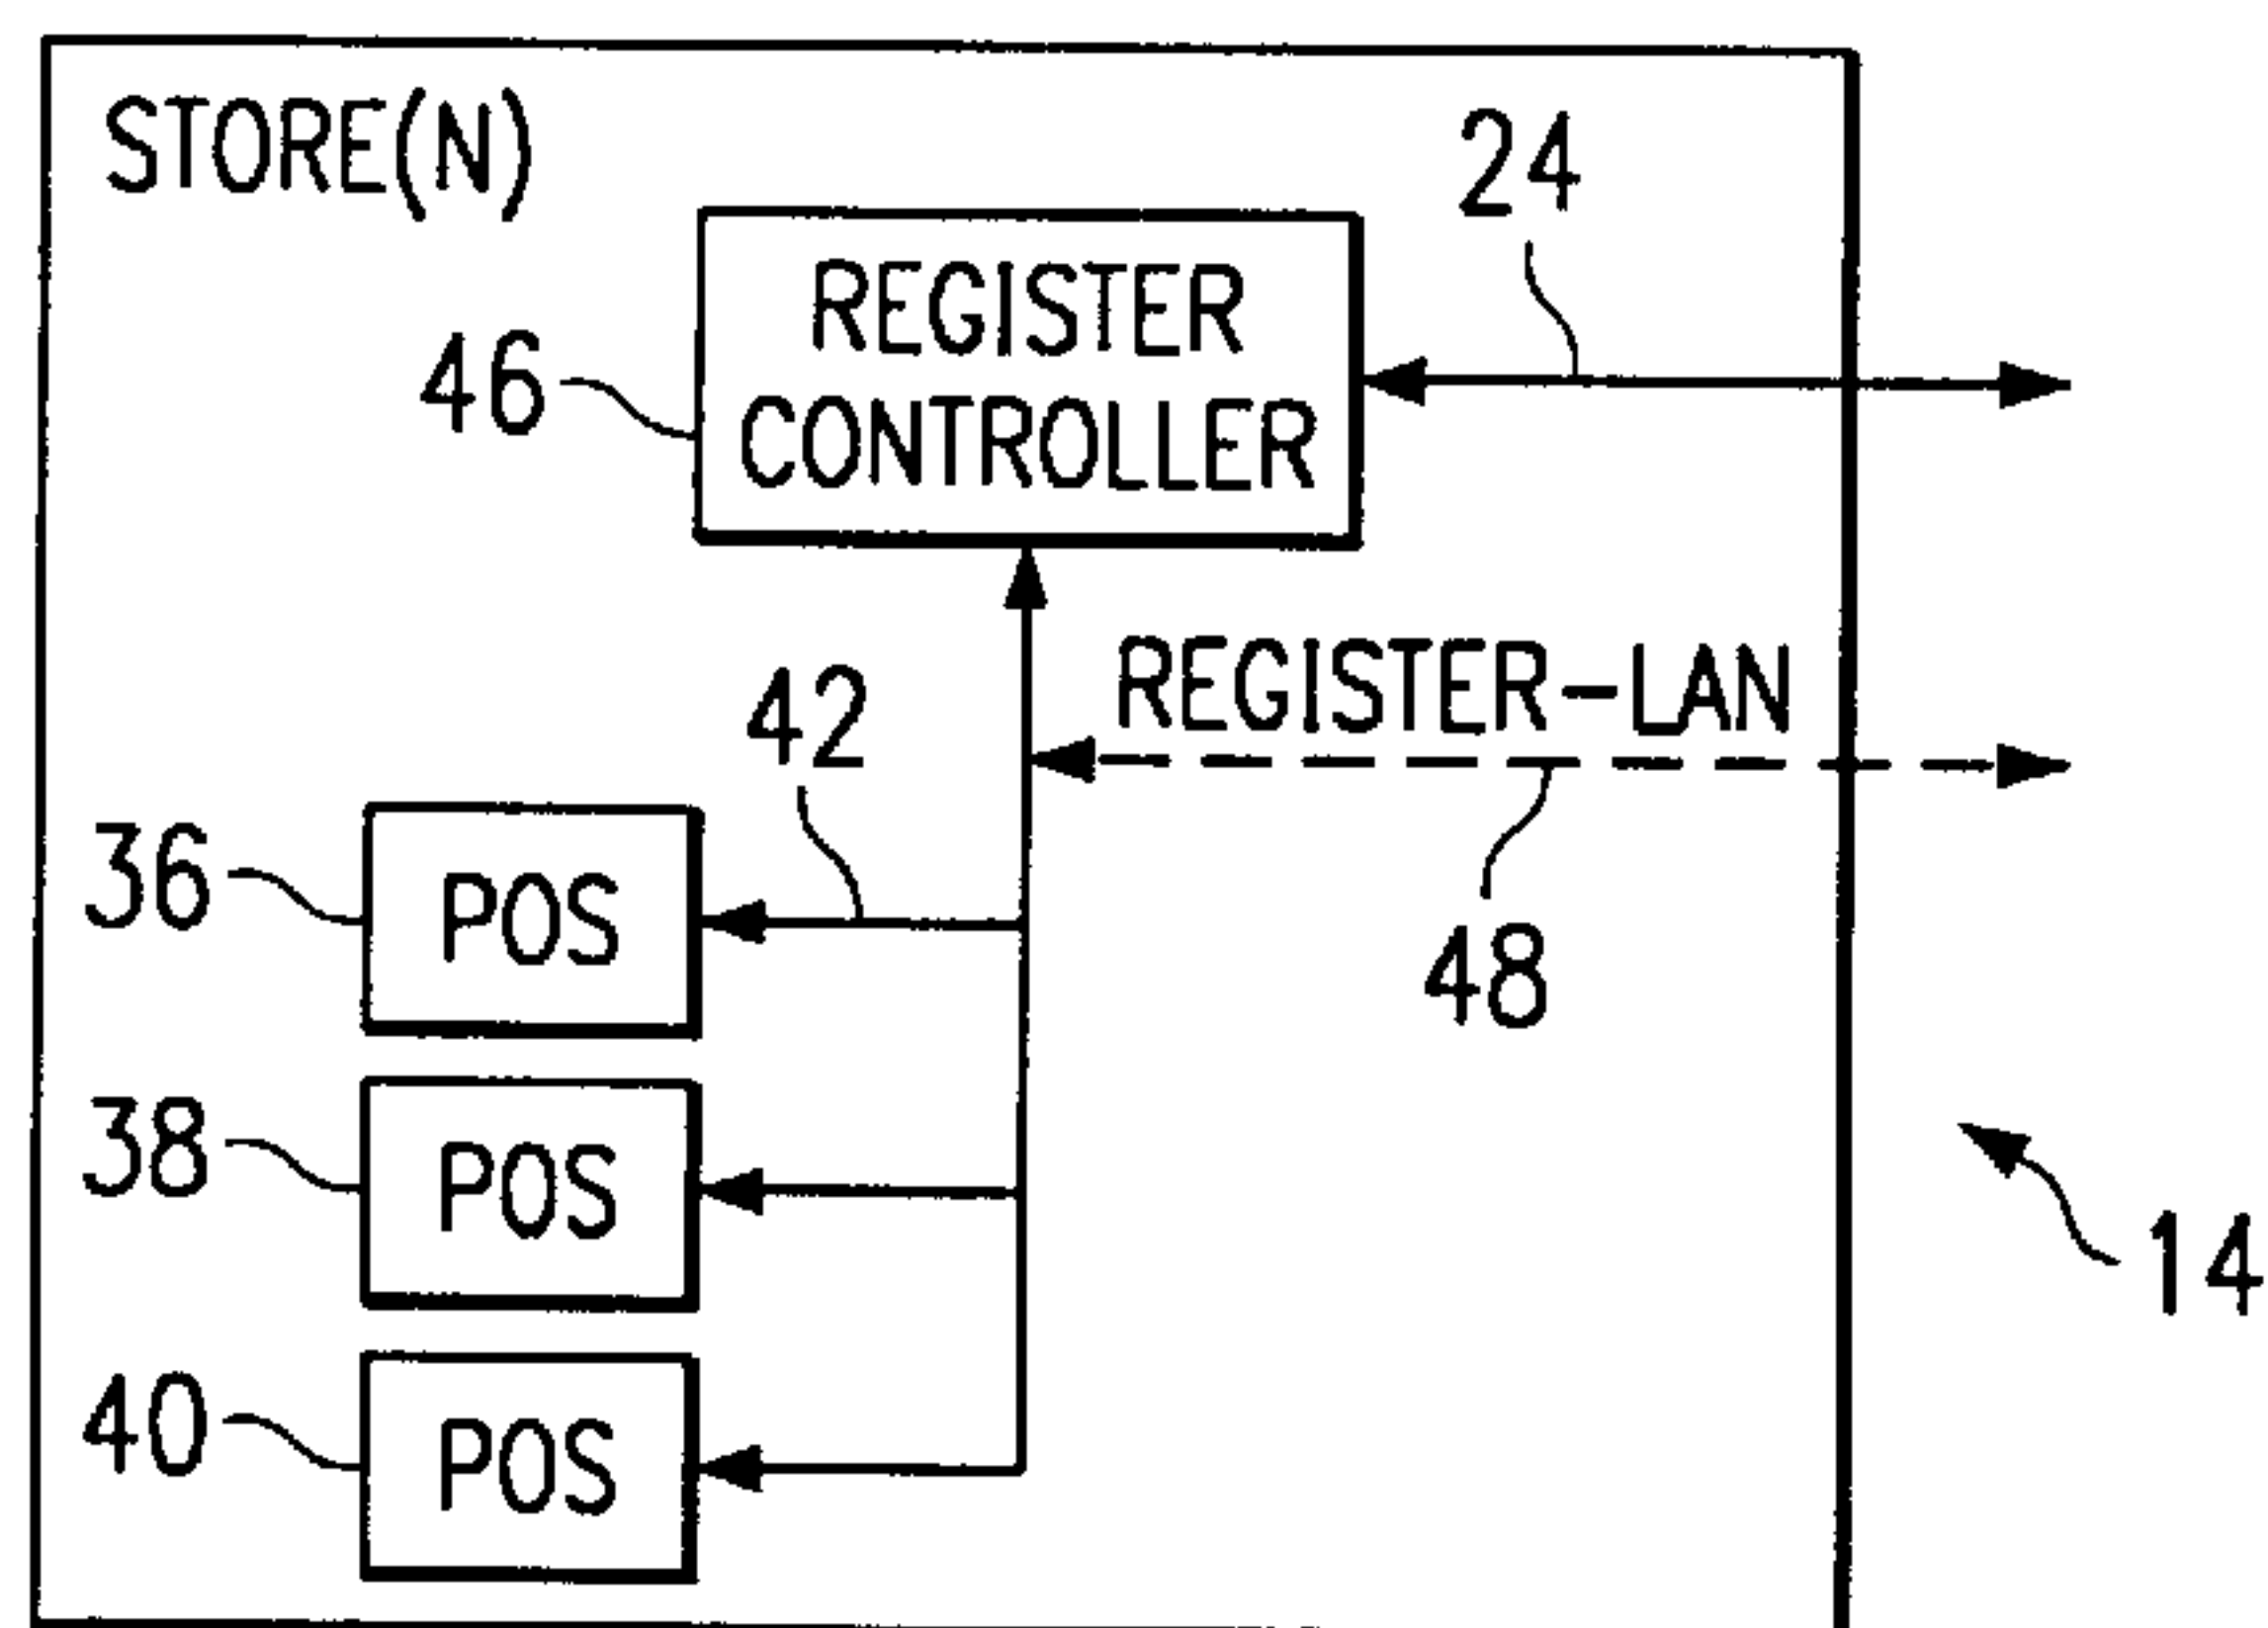 STORE(N)
24
REGISTER
CONTROLLER
46
REGISTER-LAN
42
36
POS
48
38
POS
14
40
POS